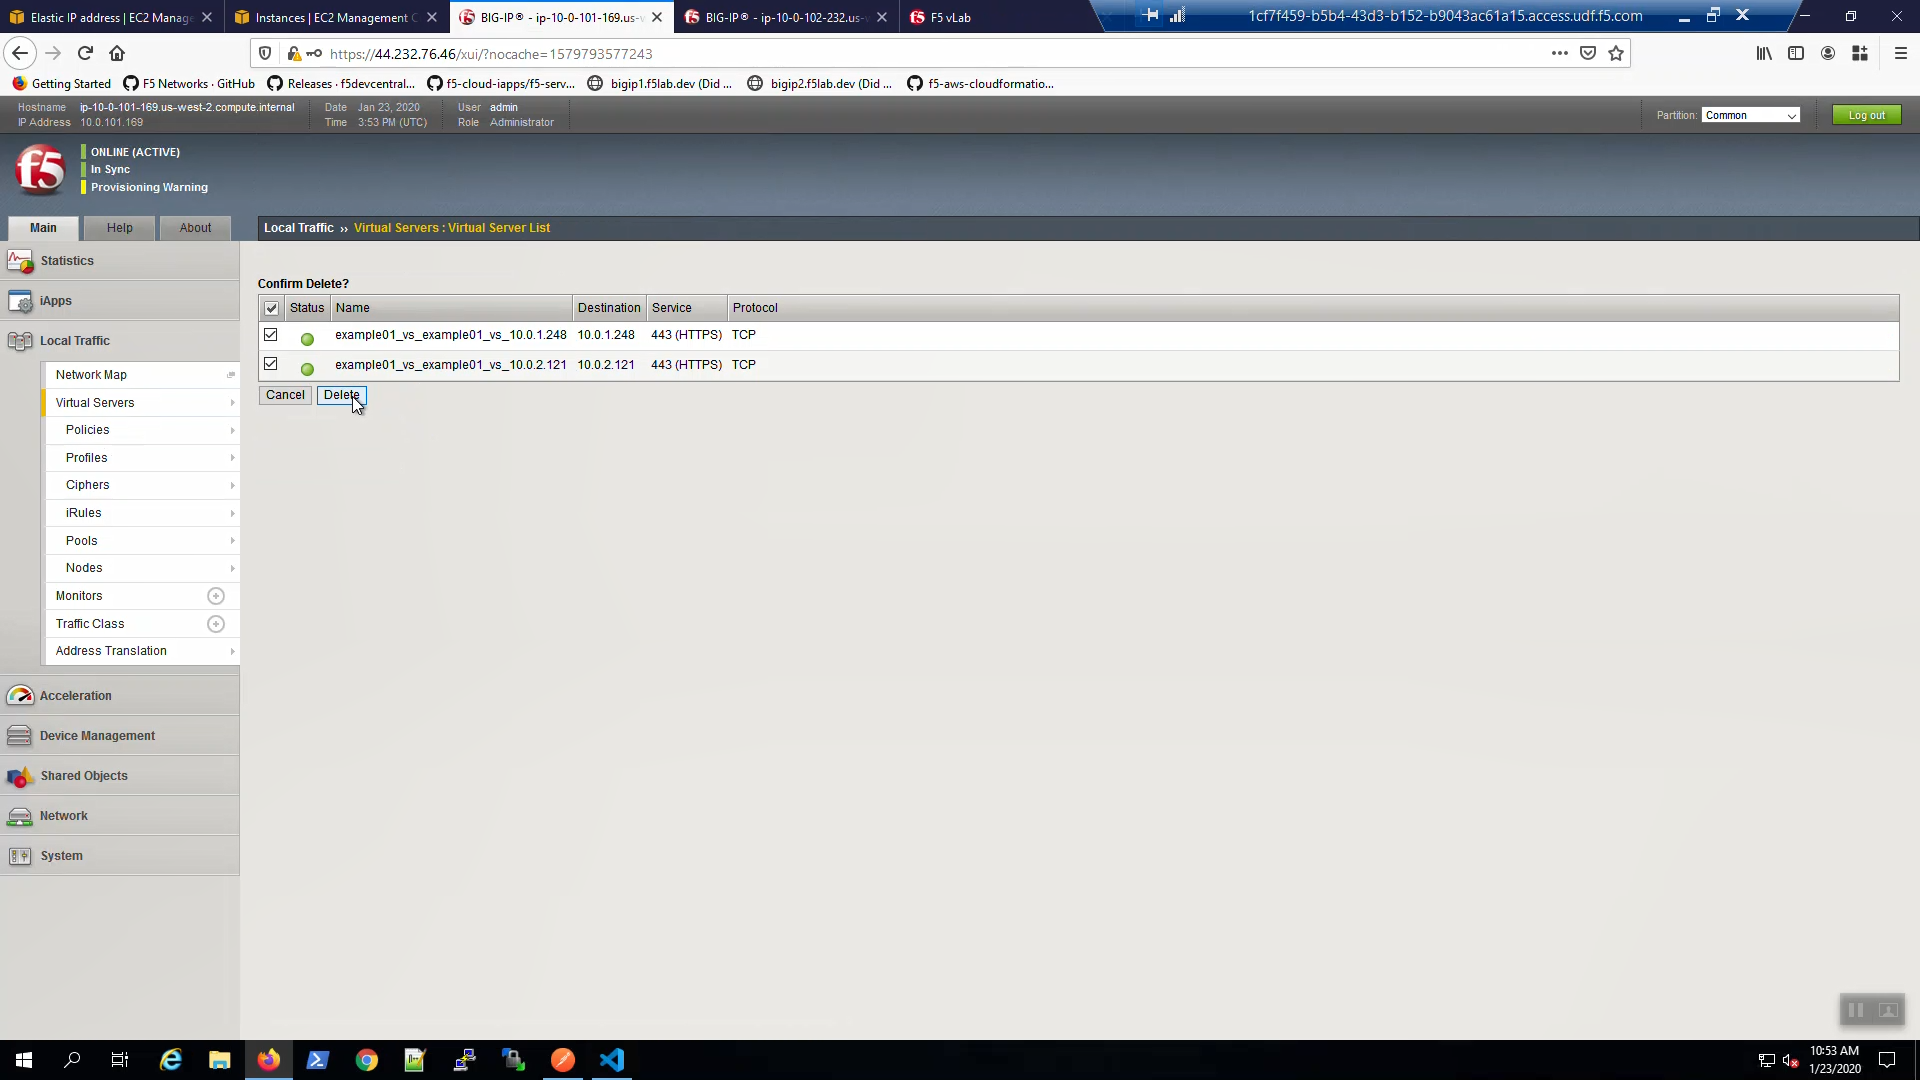 Elastic IP address | EC2 Manage
Instances | EC2 Management C
BIG-IP® - ip-10-0-101-169.us-w
BIG-IP® - ip-10-0-102-232.us-w
F5 vLab
1cf7f459-b5b4-43d3-b152-b9043ac61a15.access.udf.f5.com
https://44.232.76.46/xui/?nocache=1579793577243
Getting Started
F5 Networks · GitHub
Releases · f5devcentral...
f5-cloud-iapps/f5-serv...
bigip1.f5lab.dev (Did ...
bigip2.f5lab.dev (Did ...
f5-aws-cloudformatio...
Hostname ip-10-0-101-169.us-west-2.compute.internal
IP Address 10.0.101.169
Date Jan 23, 2020
Time 3:53 PM (UTC)
User admin
Role Administrator
Partition: Common
Log out
f5
ONLINE (ACTIVE)
In Sync
Provisioning Warning
Main
Help
About
Local Traffic ›› Virtual Servers : Virtual Server List
Statistics
iApps
Local Traffic
Network Map
Virtual Servers
Policies
Profiles
Ciphers
iRules
Pools
Nodes
Monitors
Traffic Class
Address Translation
Acceleration
Device Management
Shared Objects
Network
System
Confirm Delete?
Status Name Destination Service Protocol
example01_vs_example01_vs_10.0.1.248 10.0.1.248 443 (HTTPS) TCP
example01_vs_example01_vs_10.0.2.121 10.0.2.121 443 (HTTPS) TCP
Cancel Delete
10:53 AM
1/23/2020